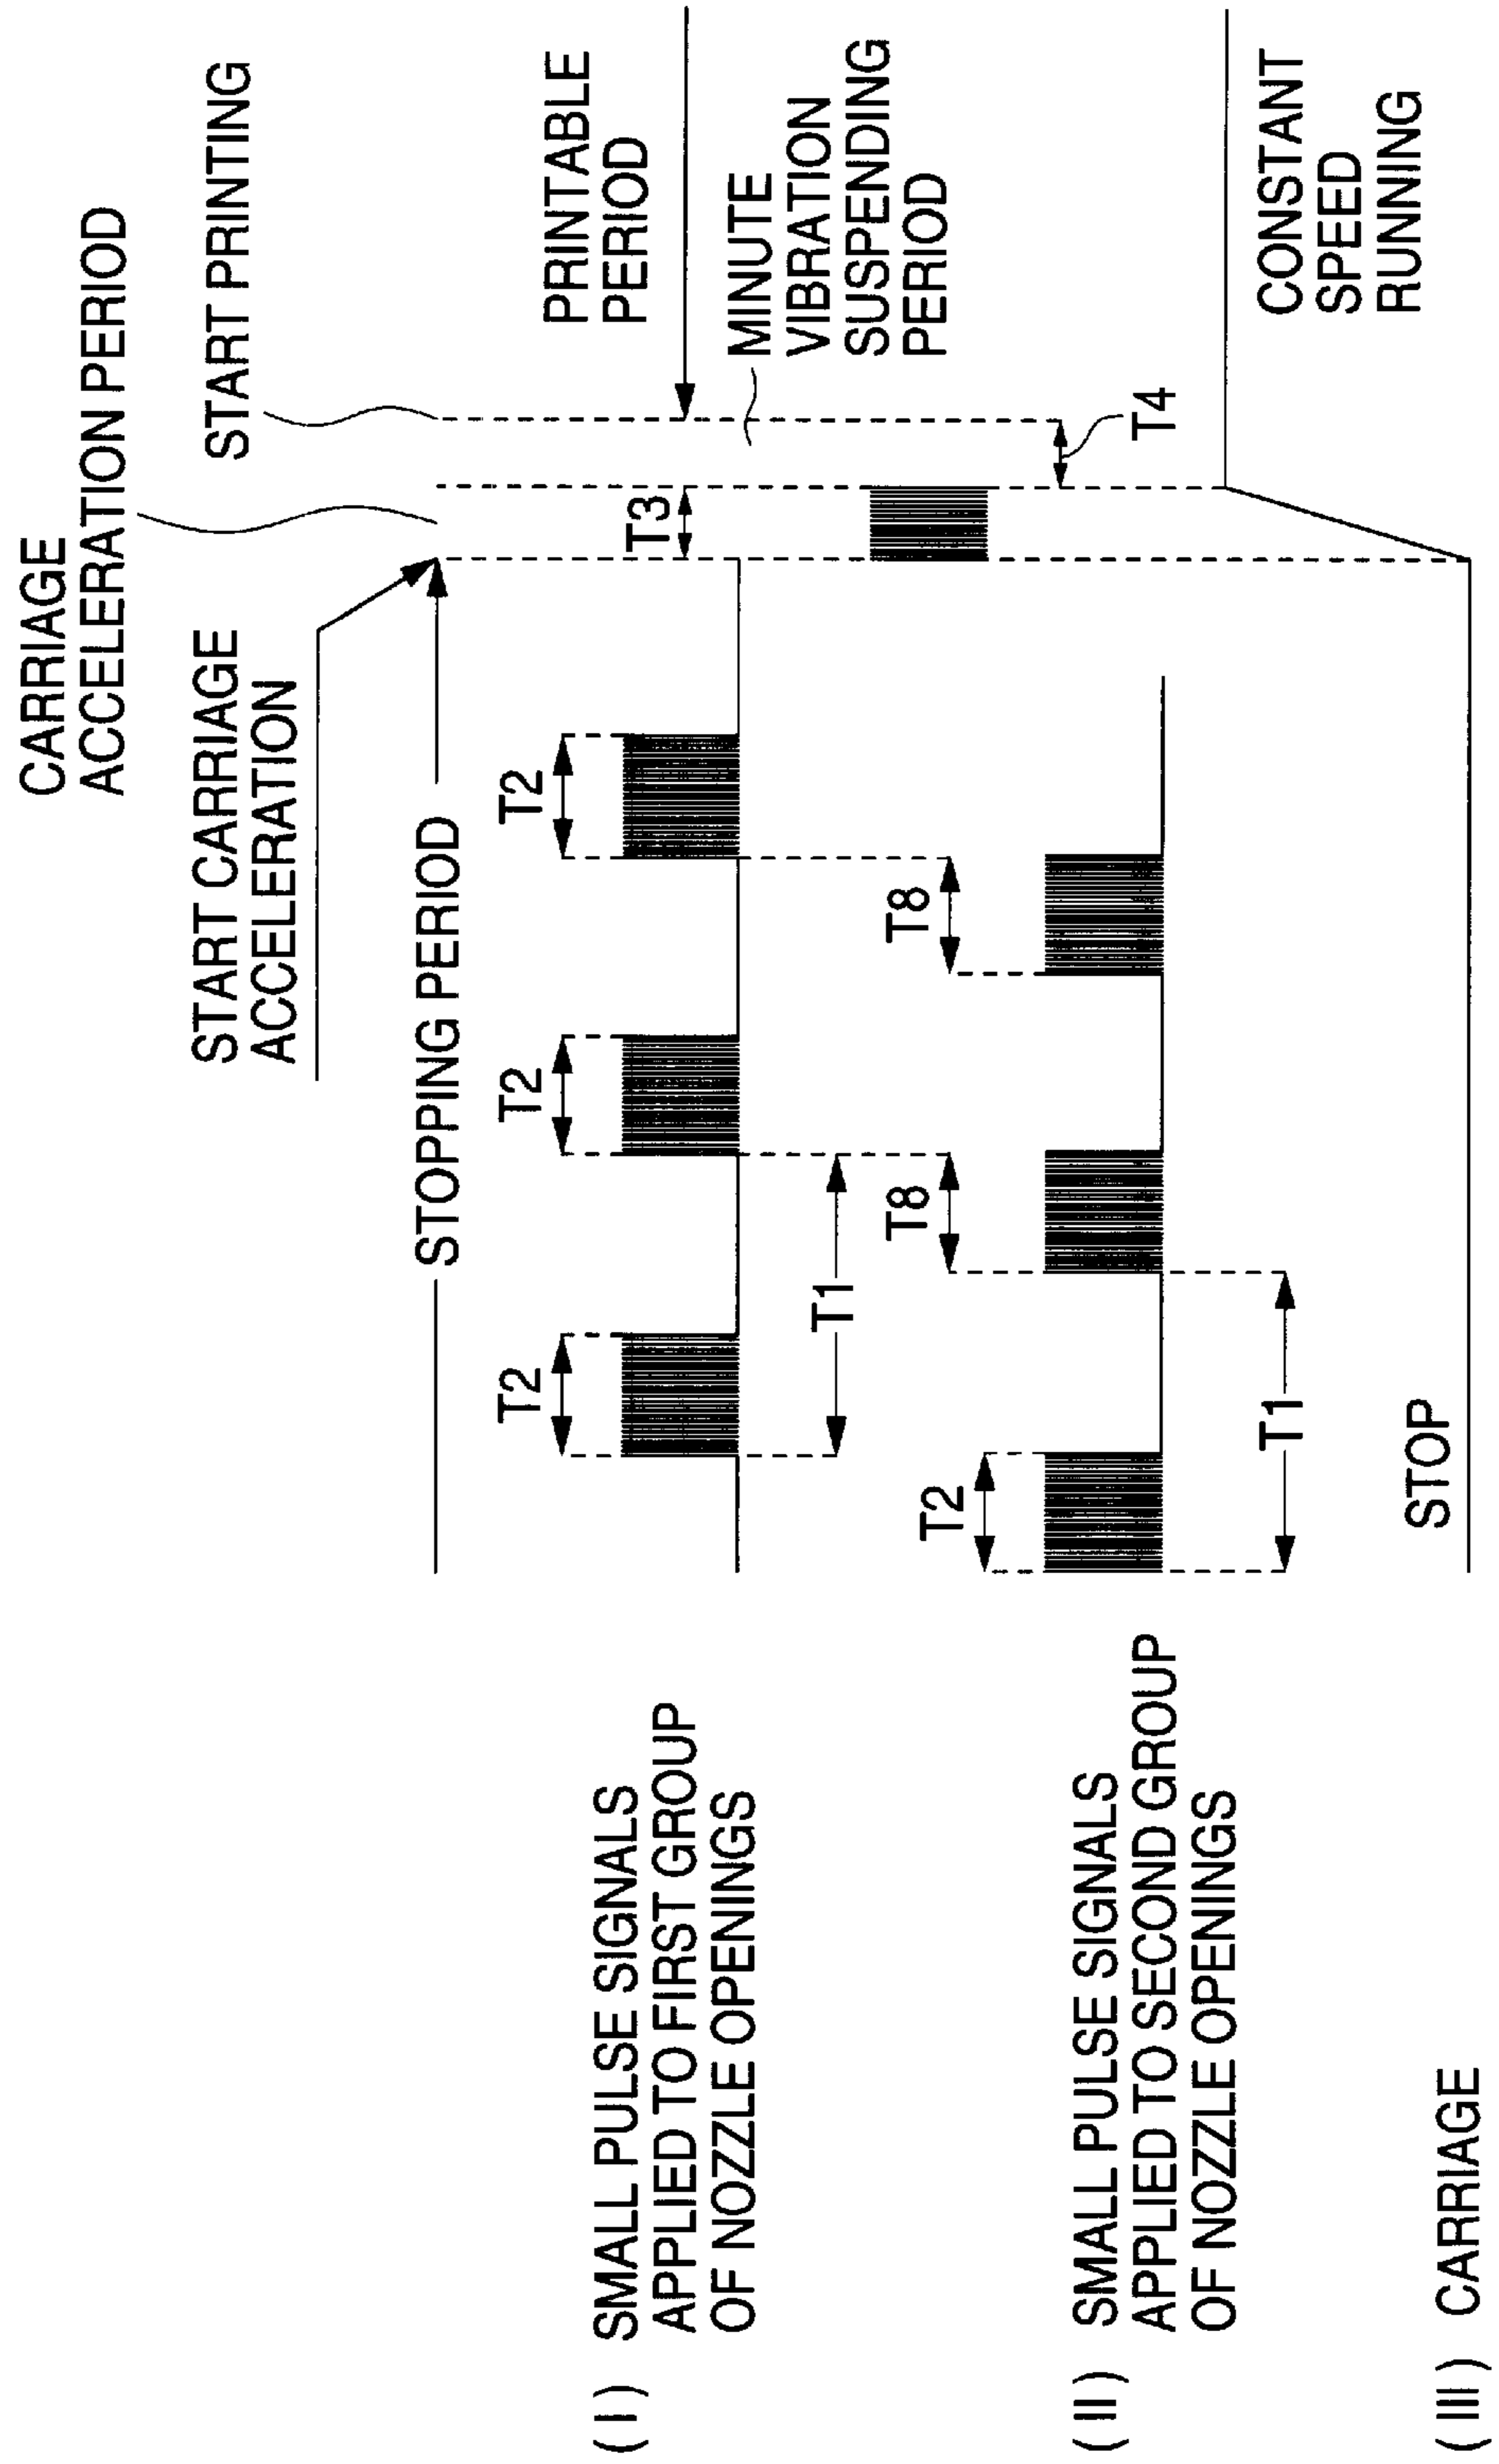 CARRIAGE
ACCELERATION PERIOD
START PRINTING
START CARRIAGE
ACCELERATION
STOPPING PERIOD
PRINTABLE
PERIOD
T2
T2
T2
T3
MINUTE
VIBRATION
SUSPENDING
PERIOD
( I ) SMALL PULSE SIGNALS
APPLIED TO FIRST GROUP
OF NOZZLE OPENINGS
T1
T8
T8
T2
T4
( II ) SMALL PULSE SIGNALS
APPLIED TO SECOND GROUP
OF NOZZLE OPENINGS
T1
CONSTANT
SPEED
RUNNING
STOP
( III ) CARRIAGE